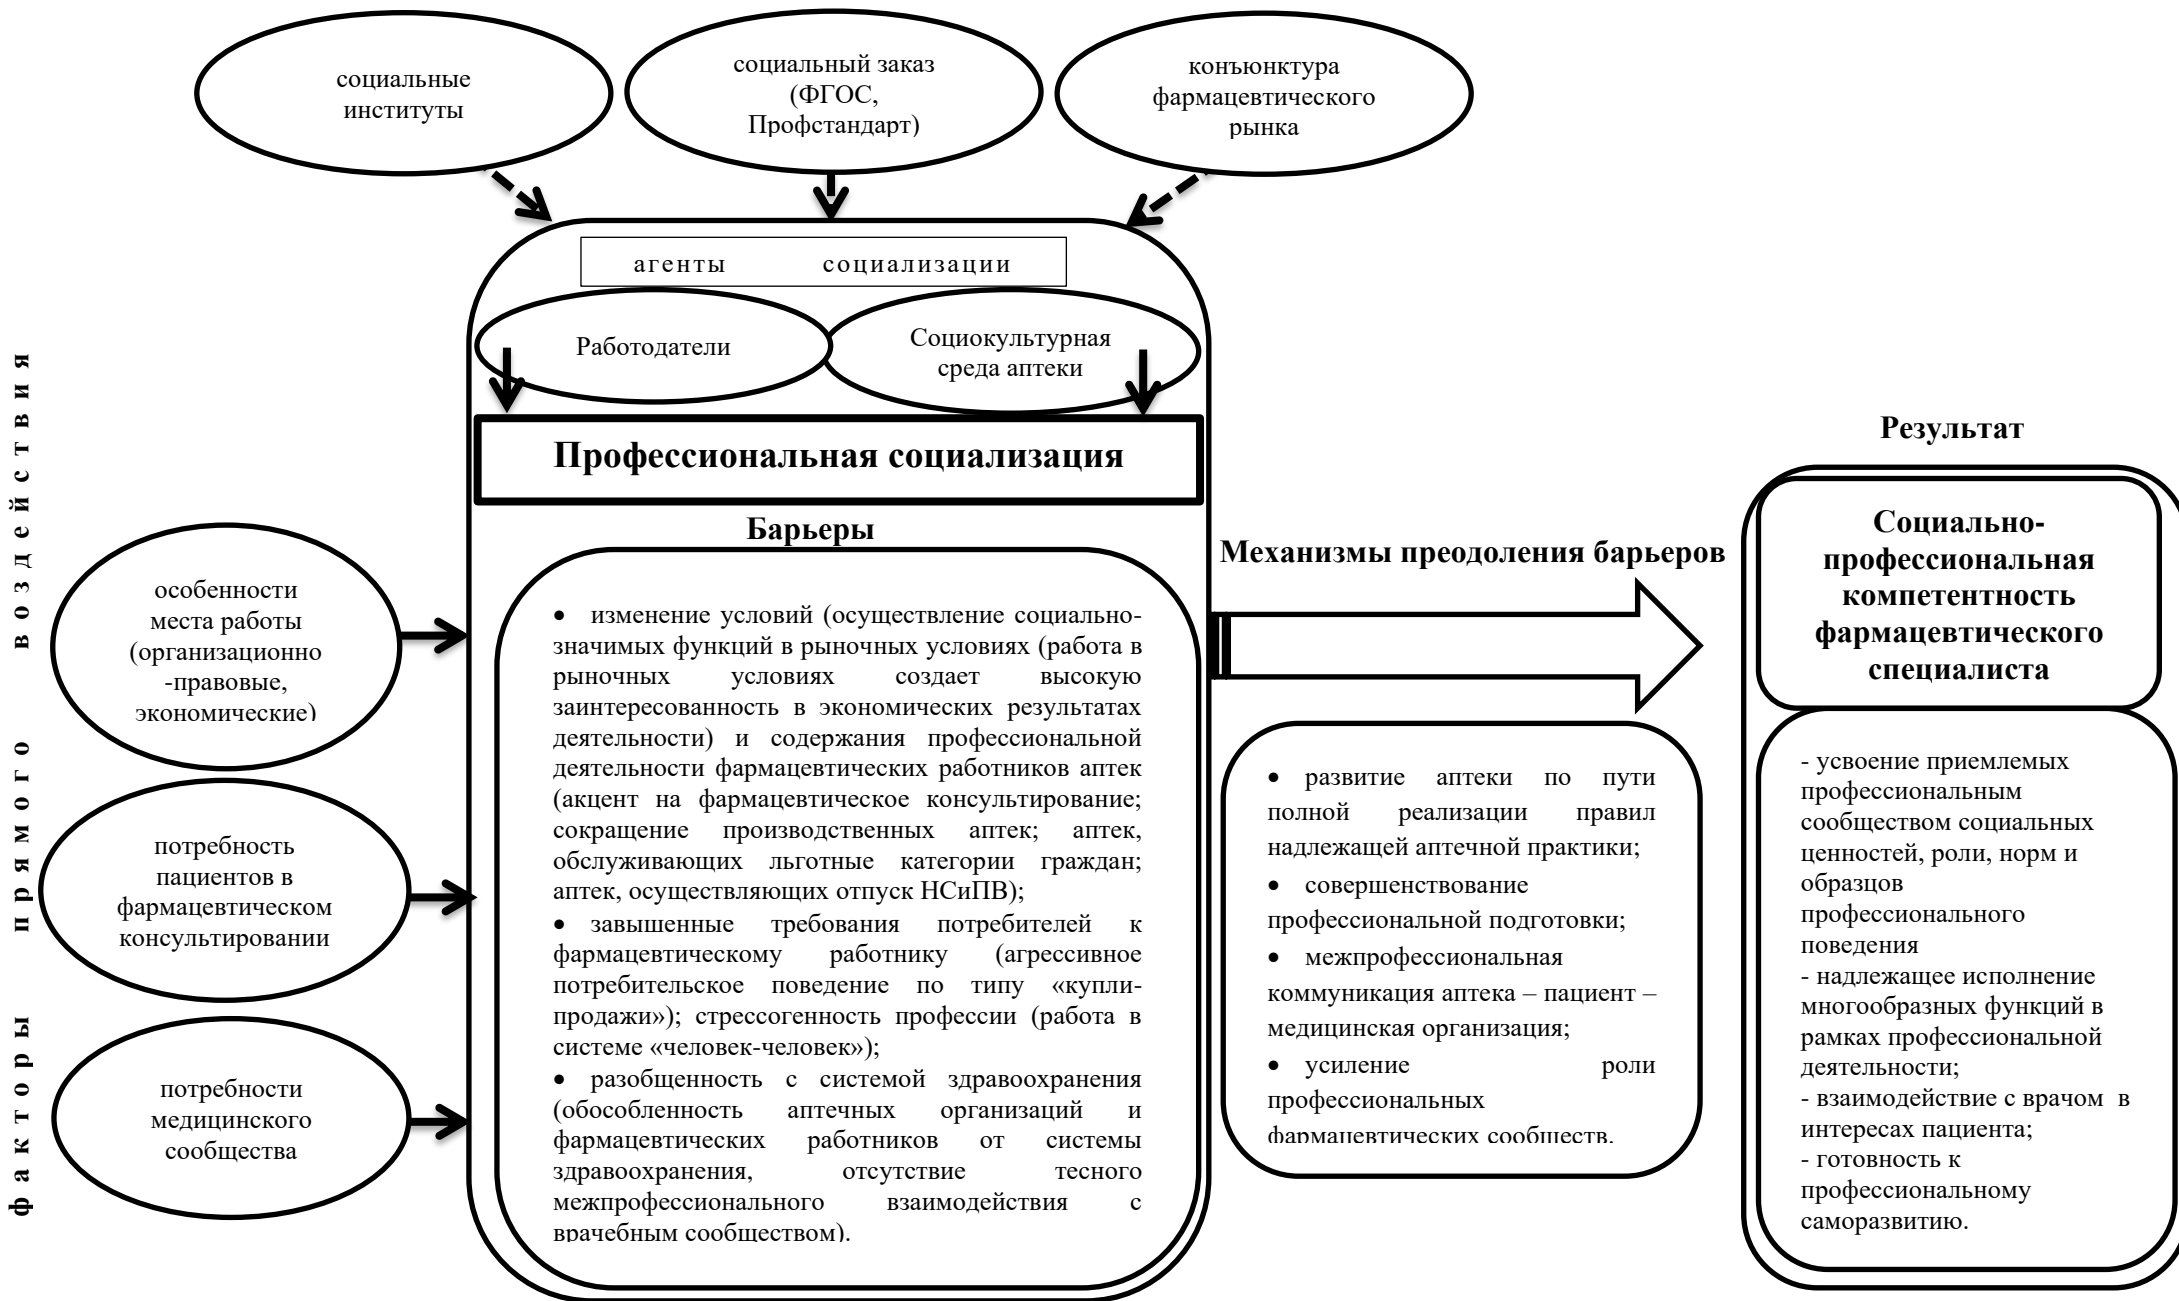 социальные
институты
социальный заказ
(ФГОС,
Профстандарт)
конъюнктура
фармацевтического
рынка
агенты социализации
Работодатели
Социокультурная
среда аптеки
Профессиональная социализация
Барьеры
факторы прямого воздействия
особенности
места работы
(организационно
-правовые,
экономические)
потребность
пациентов в
фармацевтическом
консультировании
потребности
медицинского
сообщества
• изменение условий (осуществление социально-
значимых функций в рыночных условиях (работа в
рыночных условиях создает высокую
заинтересованность в экономических результатах
деятельности) и содержания профессиональной
деятельности фармацевтических работников аптек
(акцент на фармацевтическое консультирование;
сокращение производственных аптек; аптек,
обслуживающих льготные категории граждан;
аптек, осуществляющих отпуск НСиПВ);
• завышенные требования потребителей к
фармацевтическому работнику (агрессивное
потребительское поведение по типу «купли-
продажи»); стрессогенность профессии (работа в
системе «человек-человек»);
• разобщенность с системой здравоохранения
(обособленность аптечных организаций и
фармацевтических работников от системы
здравоохранения, отсутствие тесного
межпрофессионального взаимодействия с
врачебным сообществом).
Механизмы преодоления барьеров
• развитие аптеки по пути
полной реализации правил
надлежащей аптечной практики;
• совершенствование
профессиональной подготовки;
• межпрофессиональная
коммуникация аптека – пациент –
медицинская организация;
• усиление роли
профессиональных
фармацевтических сообществ.
Результат
Социально-
профессиональная
компетентность
фармацевтического
специалиста
- усвоение приемлемых
профессиональным
сообществом социальных
ценностей, роли, норм и
образцов
профессионального
поведения
- надлежащее исполнение
многообразных функций в
рамках профессиональной
деятельности;
- взаимодействие с врачом в
интересах пациента;
- готовность к
профессиональному
саморазвитию.